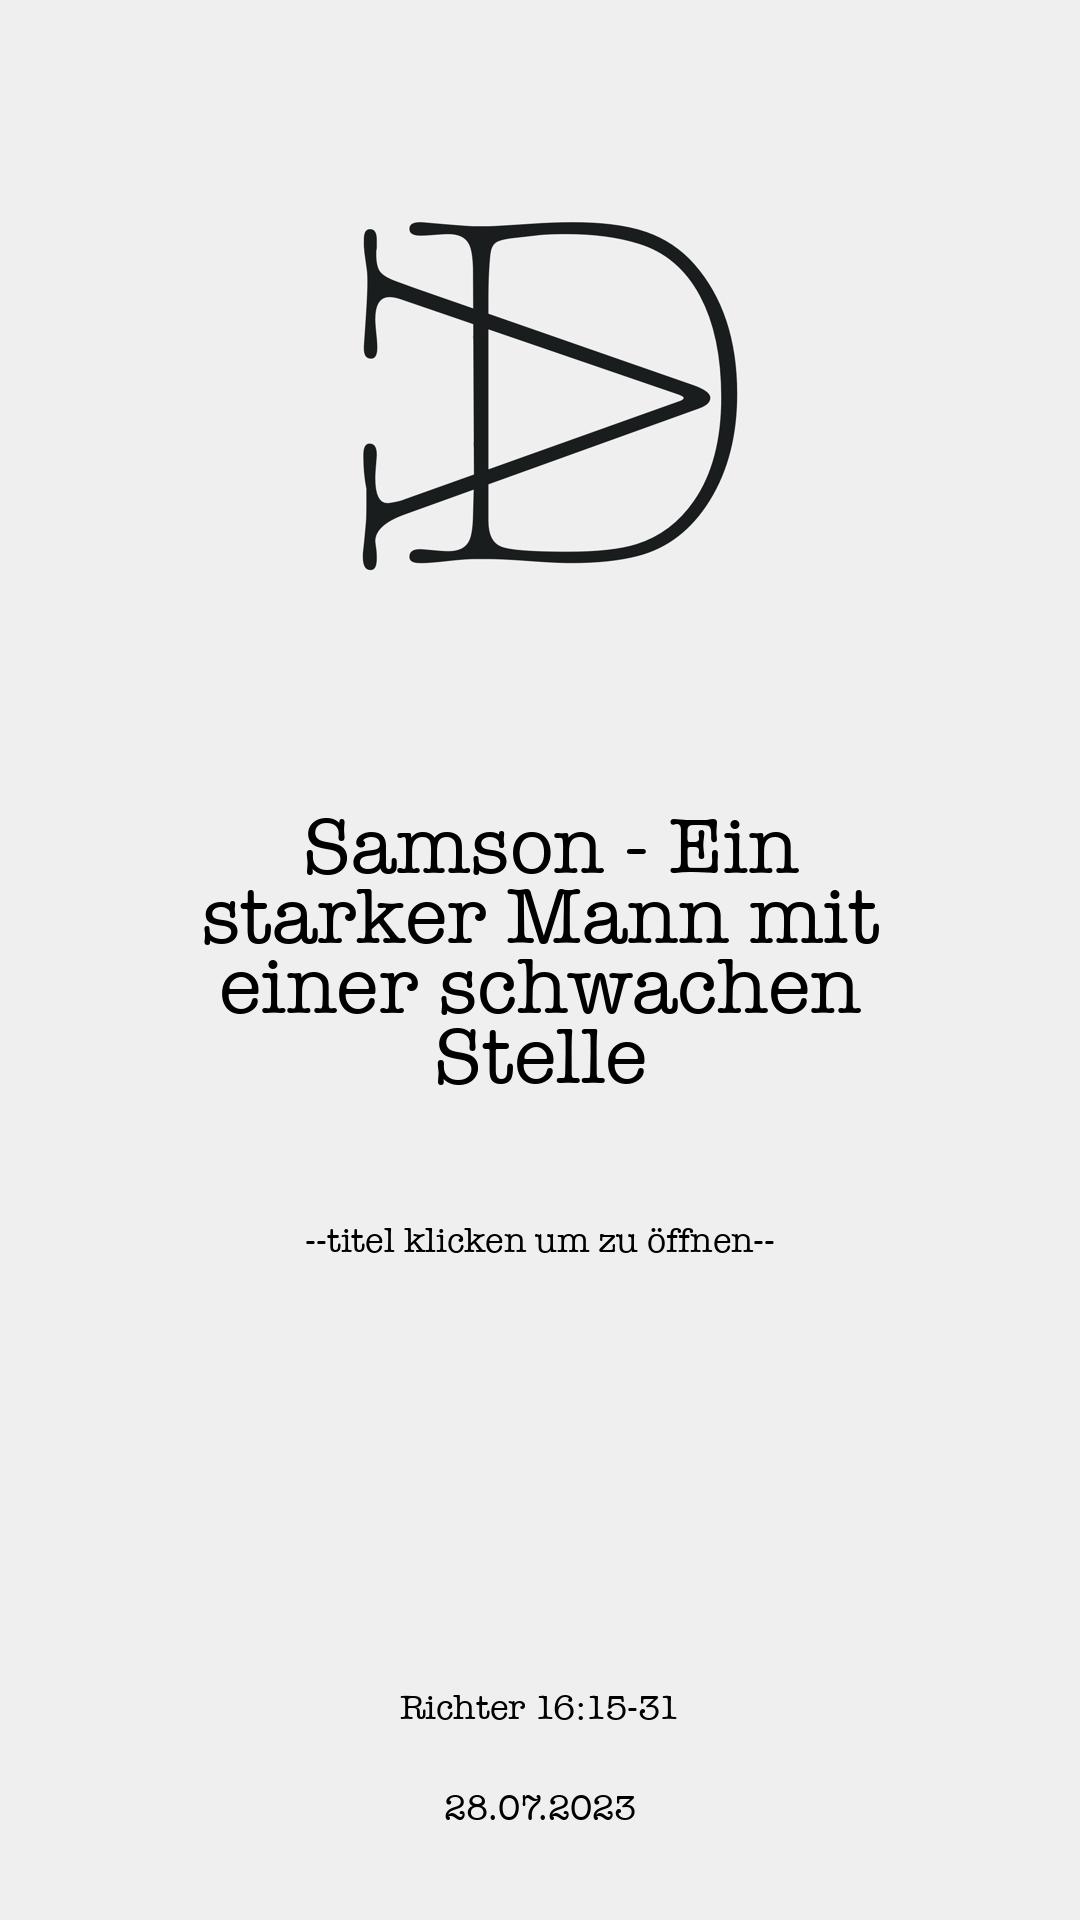 Samson - Ein
starker Mann mit
einer schwachen
Stelle
--titel klicken um zu öffnen--
Richter 16:15-31
28.07.2023